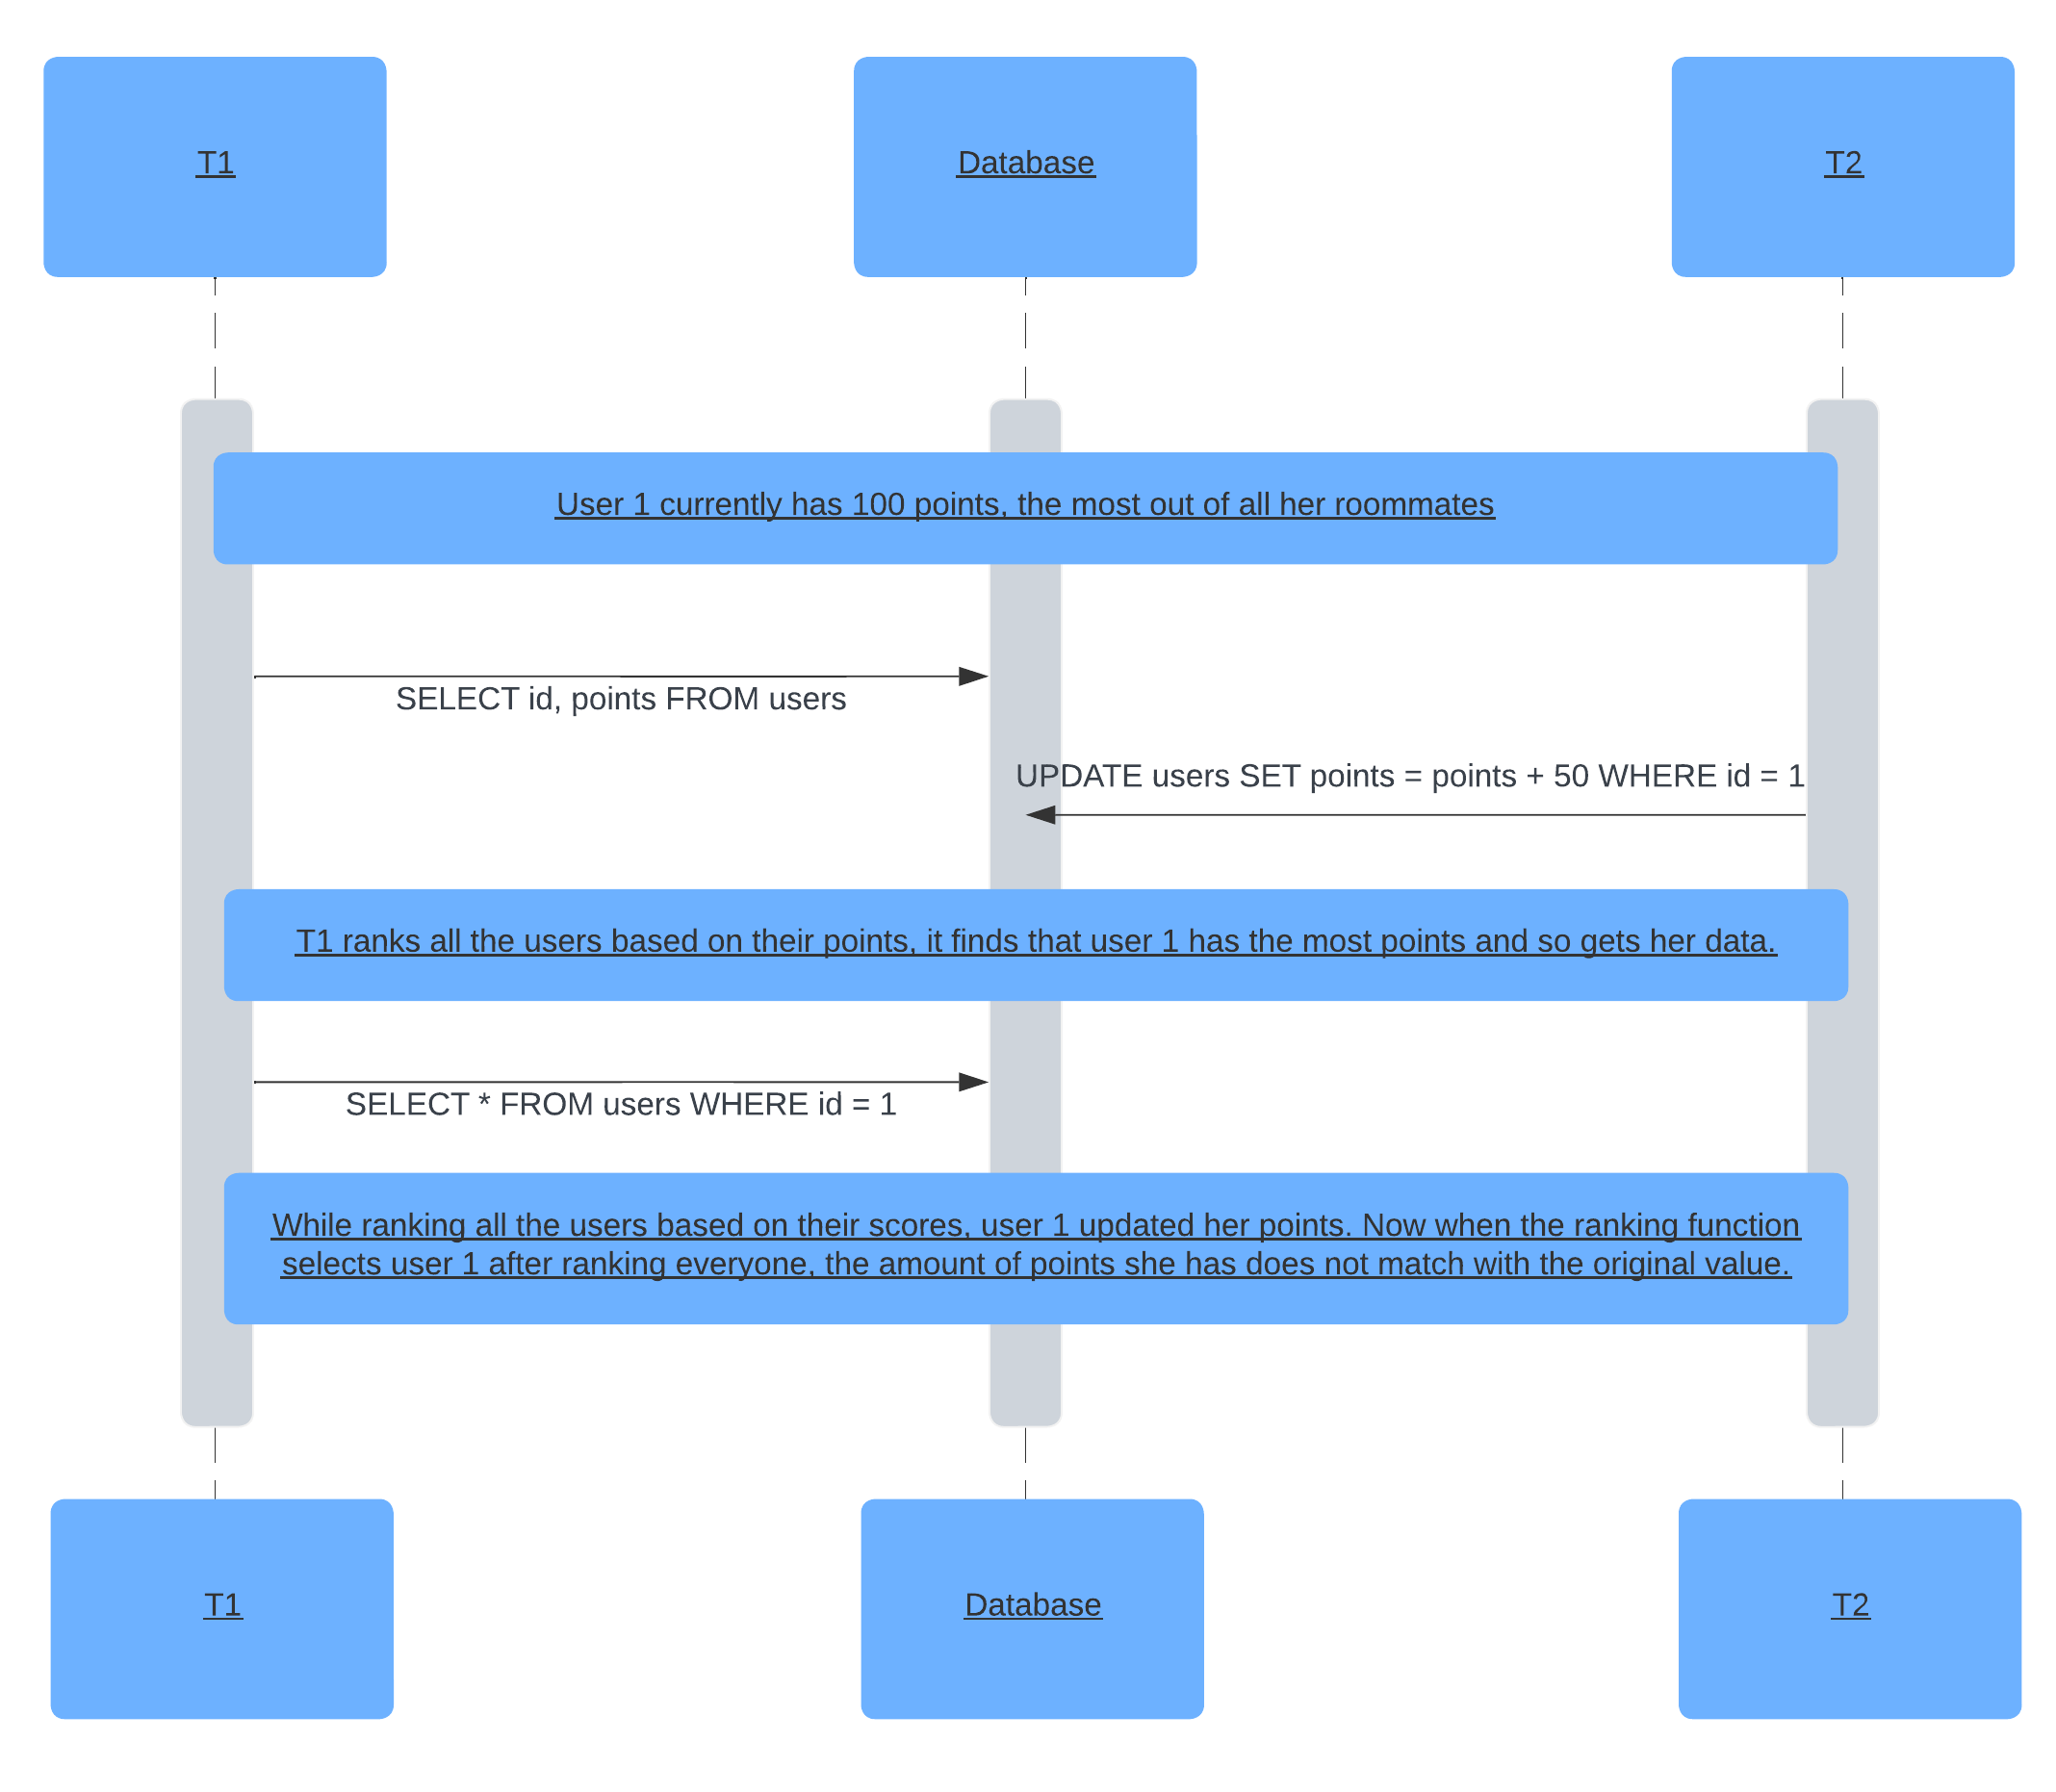 T1
Database
T2
User 1 currently has 100 points, the most out of all her roommates
SELECT id, points FROM users
UPDATE users SET points = points + 50 WHERE id = 1
T1 ranks all the users based on their points, it finds that user 1 has the most points and so gets her data.
SELECT * FROM users WHERE id = 1
While ranking all the users based on their scores, user 1 updated her points. Now when the ranking function
selects user 1 after ranking everyone, the amount of points she has does not match with the original value.
T1
Database
T2